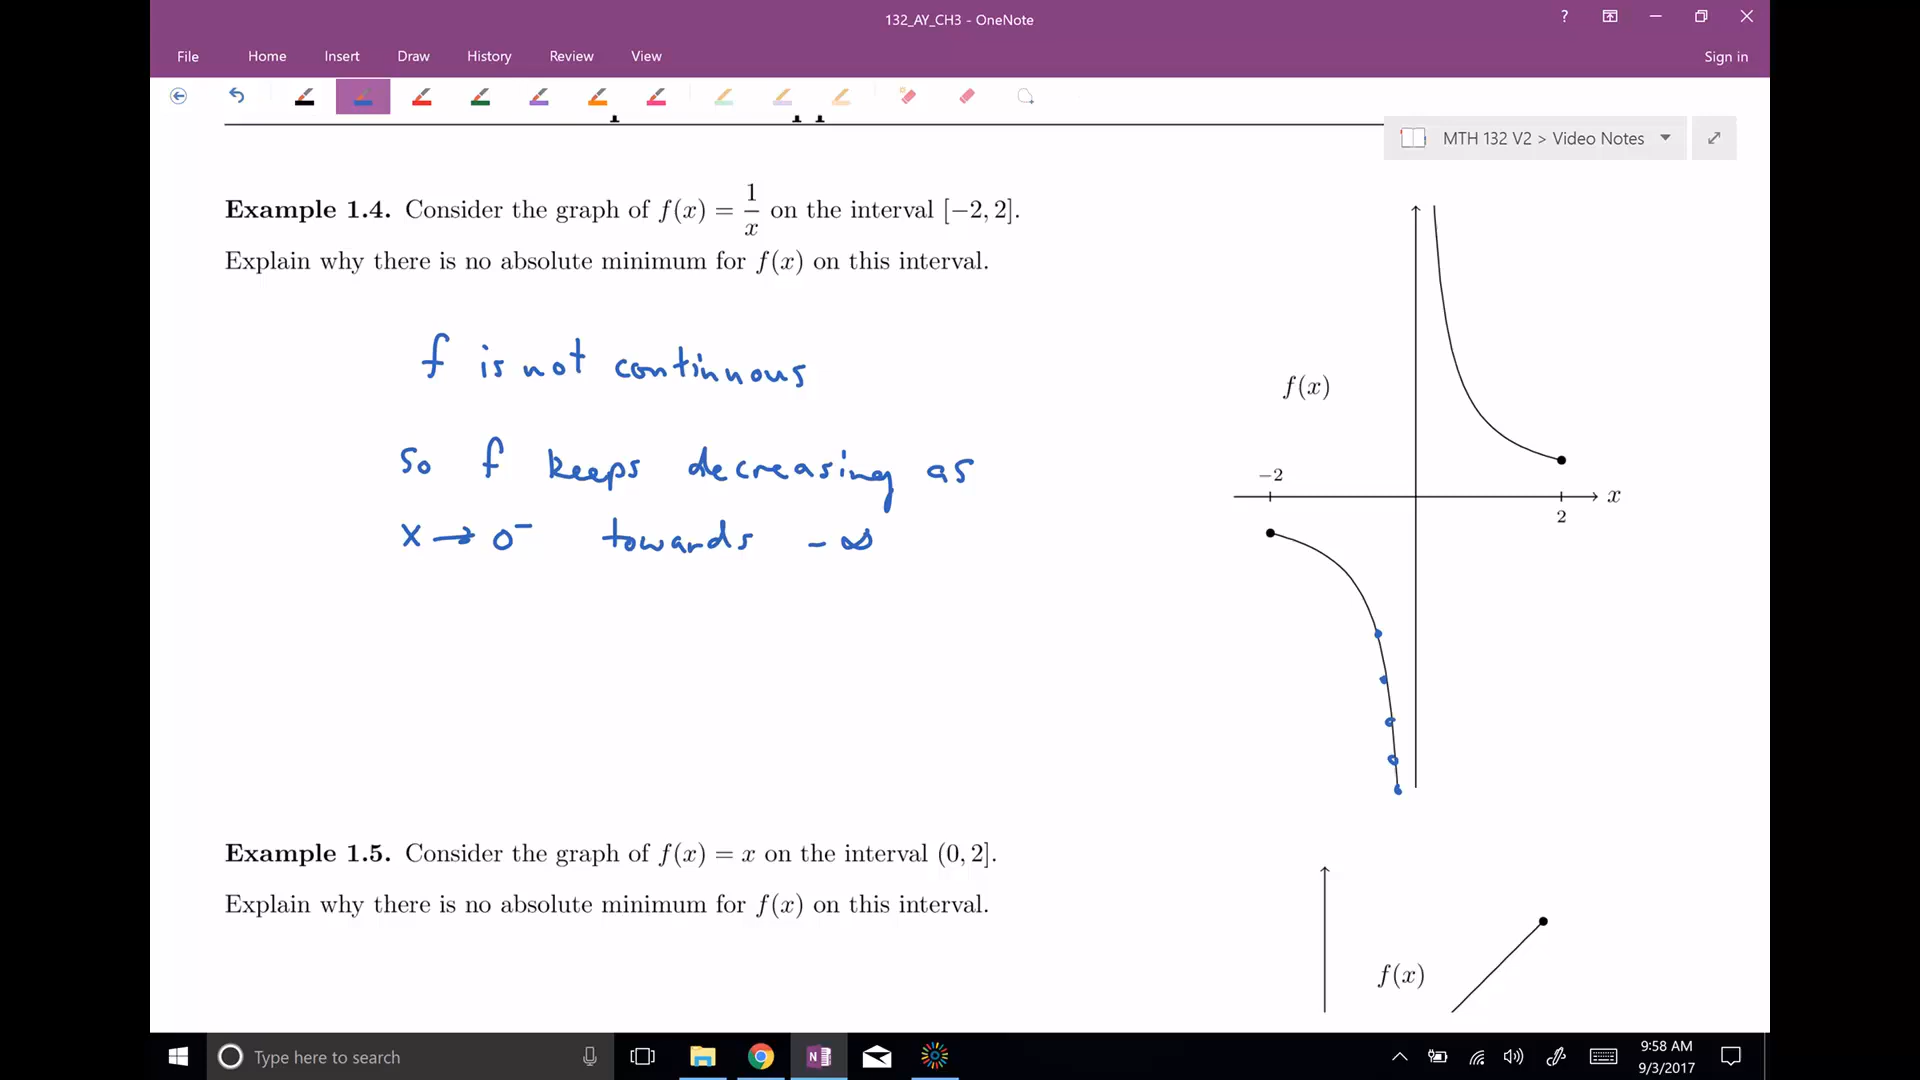 132_AY_CH3 - OneNote
?
File Home Insert Draw History Review View Sign in
MTH 132 V2 > Video Notes
Example 1.4. Consider the graph of f(x) = 1/x on the interval [−2, 2].
Explain why there is no absolute minimum for f(x) on this interval.
f is not continuous
so f keeps decreasing as
x → 0⁻ towards -∞
f(x)
−2
x
2
Example 1.5. Consider the graph of f(x) = x on the interval (0, 2].
Explain why there is no absolute minimum for f(x) on this interval.
f(x)
Type here to search
N
9:58 AM
9/3/2017